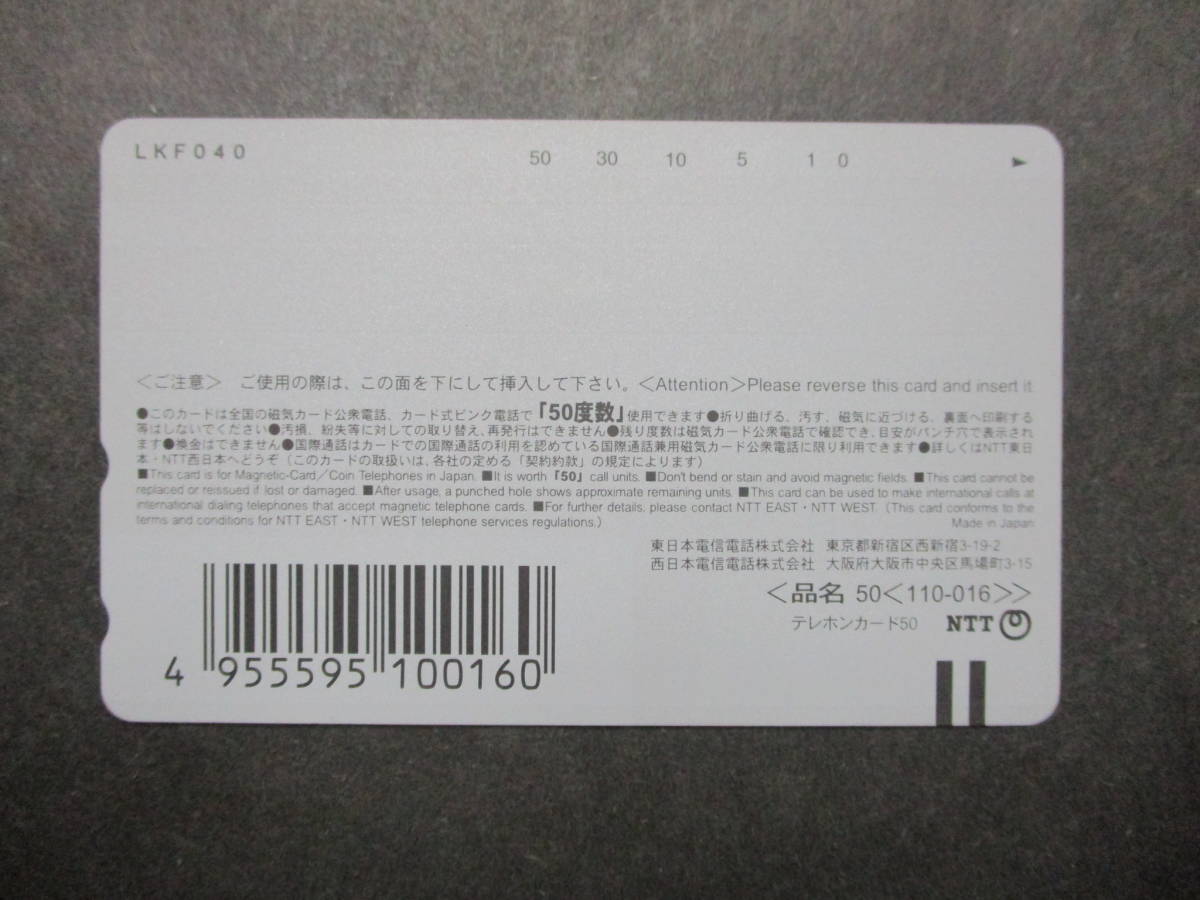 LKF040
50 30 10 5 1 0 ►
＜ご注意＞ ご使用の際は、この面を下にして挿入して下さい。＜Attention＞Please reverse this card and insert it
●このカードは全国の磁気カード公衆電話、カード式ピンク電話で「50度数」使用できます●折り曲げる、汚す、磁気に近づける、裏面へ印刷する
等はしないでください●汚損、紛失等に対しての取り替え、再発行はできません●残り度数は磁気カード公衆電話で確認でき、目安がパンチ穴で表示され
ます●換金はできません●国際通話はカードでの国際通話の利用を認めている国際通話兼用磁気カード公衆電話に限り利用できます●詳しくはNTT東日
本・NTT西日本へどうぞ（このカードの取扱いは、各社の定める「契約約款」の規定によります）
■This card is for Magnetic-Card／Coin Telephones in Japan. ■It is worth「50」call units. ■Don't bend or stain and avoid magnetic fields. ■This card cannot be
replaced or reissued if lost or damaged. ■After usage, a punched hole shows approximate remaining units. ■This card can be used to make international calls at
international dialing telephones that accept magnetic telephone cards. ■For further details, please contact NTT EAST・NTT WEST.（This card conforms to the
terms and conditions for NTT EAST・NTT WEST telephone services regulations.） Made in Japan
東日本電信電話株式会社 東京都新宿区西新宿3-19-2
西日本電信電話株式会社 大阪府大阪市中央区馬場町3-15
＜品名 50＜110-016＞＞
テレホンカード50 NTT
4 955595 100160